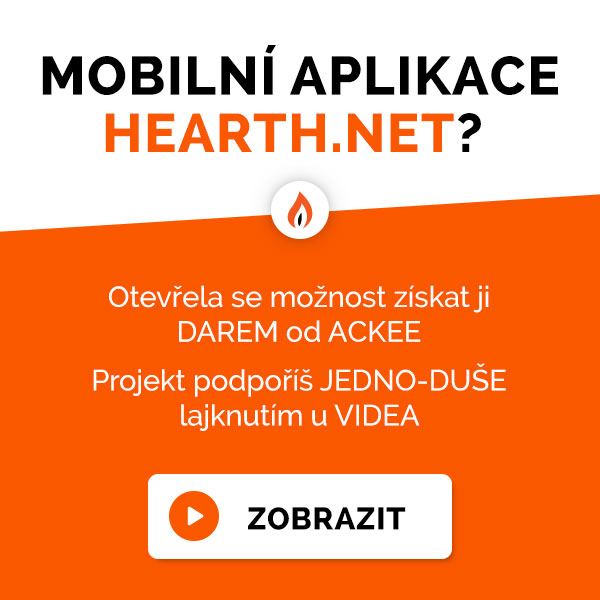 MOBILNÍ APLIKACE
HEARTH.NET?
Otevřela se možnost získat ji
DAREM od ACKEE
Projekt podpoříš JEDNO-DUŠE
lajknutím u VIDEA
ZOBRAZIT